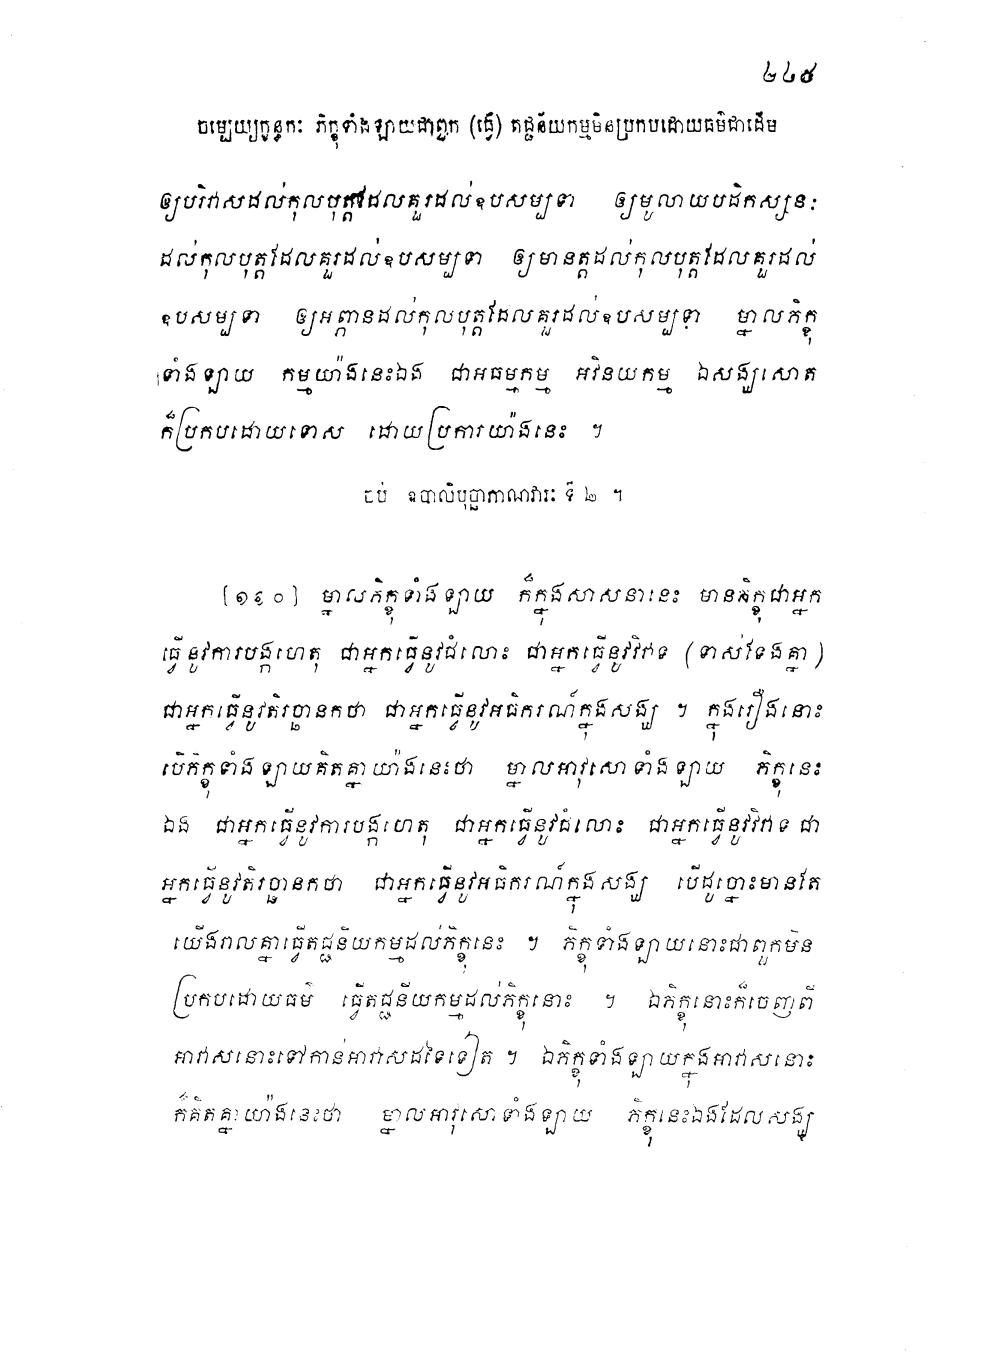 ៤៤៥
ចម្បេយ្យក្ខន្ធកៈ ភិក្ខុទាំងឡាយជាពួក (ធ្វើ) តជ្ជនីយកម្មមិនប្រកបដោយធម៌ជាដើម
ឲ្យបរិវាសដល់កុលបុត្តដែលគួរដល់ឧបសម្បទា ឲ្យមូលាយបដិកស្សនៈ
ដល់កុលបុត្តដែលគួរដល់ឧបសម្បទា ឲ្យមានត្តដល់កុលបុត្តដែលគួរដល់
ឧបសម្បទា ឲ្យអព្ភានដល់កុលបុត្តដែលគួរដល់ឧបសម្បទា ម្នាលភិក្ខុ
ទាំងឡាយ កម្មយ៉ាងនេះឯង ជាអធម្មកម្ម អវិនយកម្ម ឯសង្ឃសោត
ក៏ប្រកបដោយទោស ដោយប្រការយ៉ាងនេះ ។
ចប់ ឧបាលិបុច្ឆាភាណវារៈ ទី ២ ។
[១៩០] ម្នាលភិក្ខុទាំងឡាយ ក៏ក្នុងសាសនានេះ មានភិក្ខុជាអ្នក
ធ្វើនូវការបង្កហេតុ ជាអ្នកធ្វើនូវជំលោះ ជាអ្នកធ្វើនូវវិវាទ (ទាស់ទែងគ្នា)
ជាអ្នកធ្វើនូវតិរច្ឆានកថា ជាអ្នកធ្វើនូវអធិករណ៍ក្នុងសង្ឃ ។ ក្នុងរឿងនោះ
បើភិក្ខុទាំងឡាយគិតគ្នាយ៉ាងនេះថា ម្នាលអាវុសោទាំងឡាយ ភិក្ខុនេះ
ឯង ជាអ្នកធ្វើនូវការបង្កហេតុ ជាអ្នកធ្វើនូវជំលោះ ជាអ្នកធ្វើនូវវិវាទ ជា
អ្នកធ្វើនូវតិរច្ឆានកថា ជាអ្នកធ្វើនូវអធិករណ៍ក្នុងសង្ឃ បើដូច្នោះមានតែ
យើងរាល់គ្នាធ្វើតជ្ជនីយកម្មដល់ភិក្ខុនេះ ។ ភិក្ខុទាំងឡាយនោះជាពួកមិន
ប្រកបដោយធម៌ ធ្វើតជ្ជនីយកម្មដល់ភិក្ខុនោះ ។ ឯភិក្ខុនោះក៏ចេញពី
អាវាសនោះទៅកាន់អាវាសដទៃទៀត ។ ឯភិក្ខុទាំងឡាយក្នុងអាវាសនោះ
ក៏គិតគ្នាយ៉ាងនេះថា ម្នាលអាវុសោទាំងឡាយ ភិក្ខុនេះឯងដែលសង្ឃ